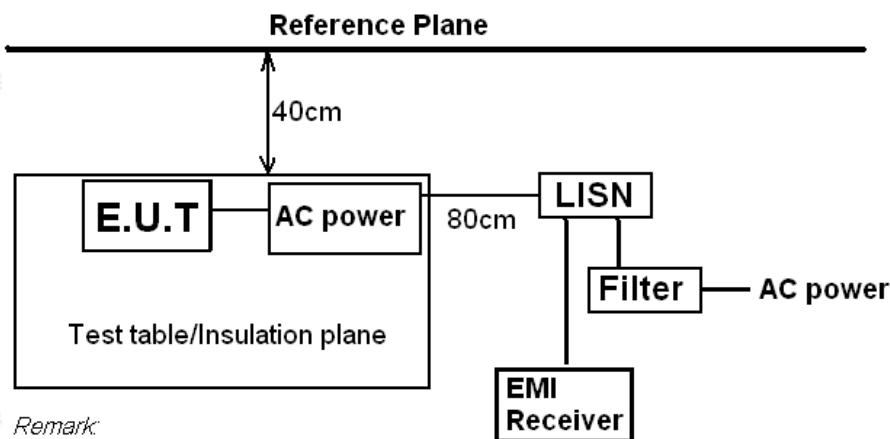 Reference Plane
40cm
E.U.T
AC power
80cm
LISN
Filter
AC power
Test table/Insulation plane
EMI
Receiver
Remark: